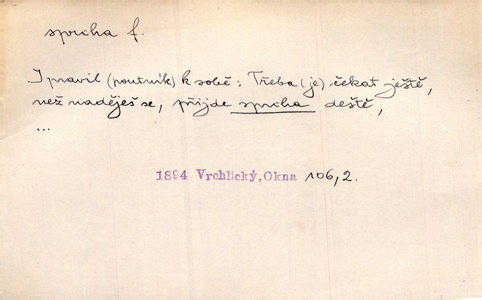 sprcha f.
I pravil (poutník) k sobě: Třeba (je) čekat ještě,
než naděješ se, přijde sprcha deště,
...
1894 Vrchlický, Okna 106,2.